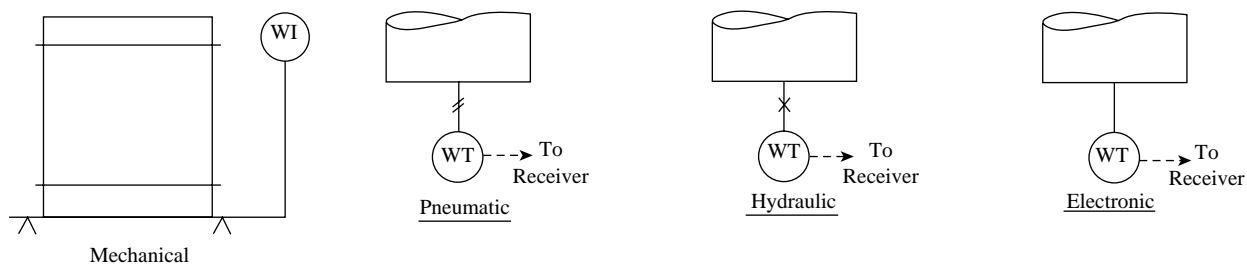 WI
Mechanical
WT
To
Receiver
Pneumatic
WT
To
Receiver
Hydraulic
WT
To
Receiver
Electronic